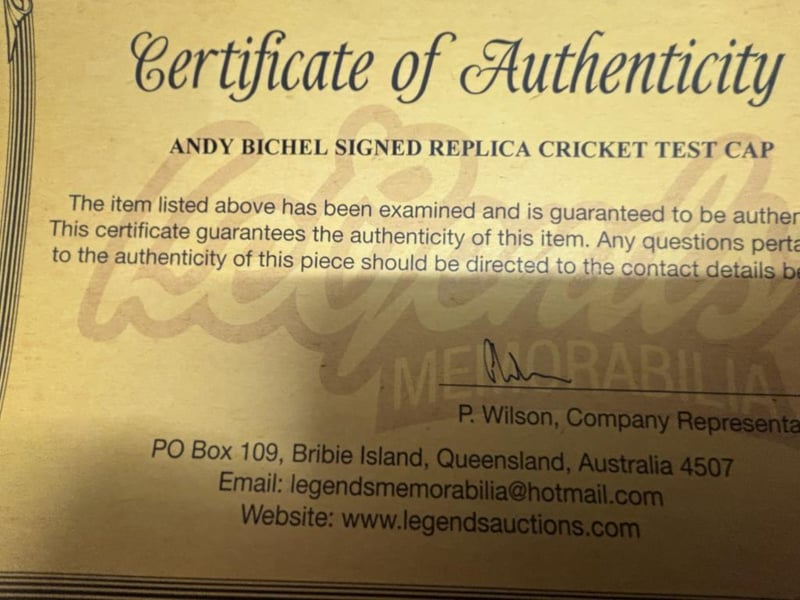 Certificate of Authenticity
ANDY BICHEL SIGNED REPLICA CRICKET TEST CAP
The item listed above has been examined and is guaranteed to be authen
This certificate guarantees the authenticity of this item. Any questions perta
to the authenticity of this piece should be directed to the contact details be
Legends
MEMORABILIA
P. Wilson, Company Representa
PO Box 109, Bribie Island, Queensland, Australia 4507
Email: legendsmemorabilia@hotmail.com
Website: www.legendsauctions.com